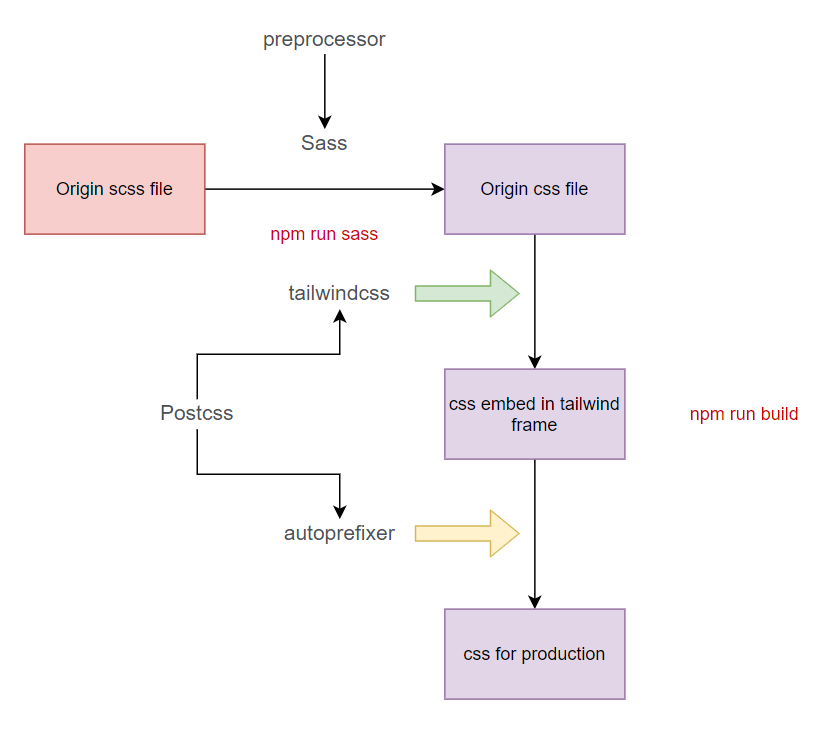 preprocessor
Sass
Origin scss file
Origin css file
npm run sass
tailwindcss
css embed in tailwind
frame
Postcss
npm run build
autoprefixer
css for production